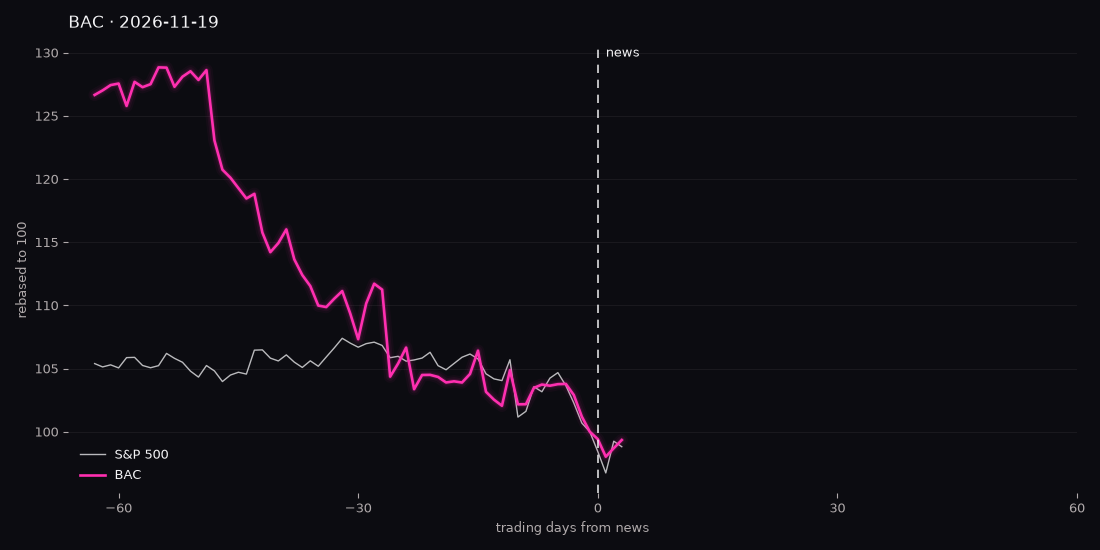 BAC · 2026-11-19
news
130
125
120
115
110
105
100
rebased to 100
S&P 500
BAC
−60
−30
0
30
60
trading days from news